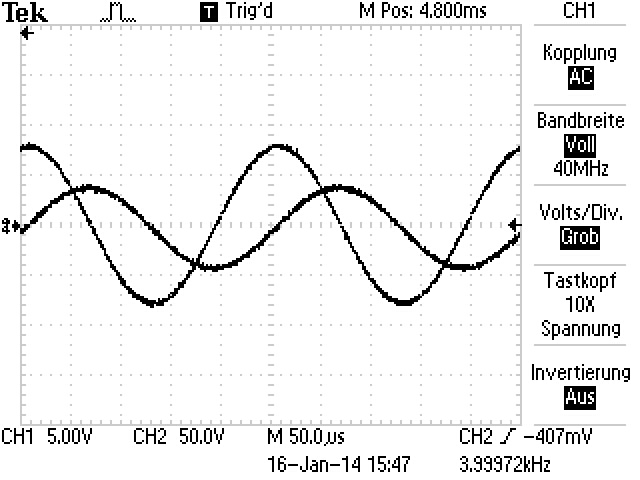 Tek T Trig'd M Pos: 4.800ms CH1
Kopplung
AC
Bandbreite
Voll
40MHz
Volts/Div.
Grob
Tastkopf
10X
Spannung
Invertierung
Aus
CH1 5.00V CH2 50.0V M 50.0µs CH2 -407mV
16-Jan-14 15:47 3.99972kHz